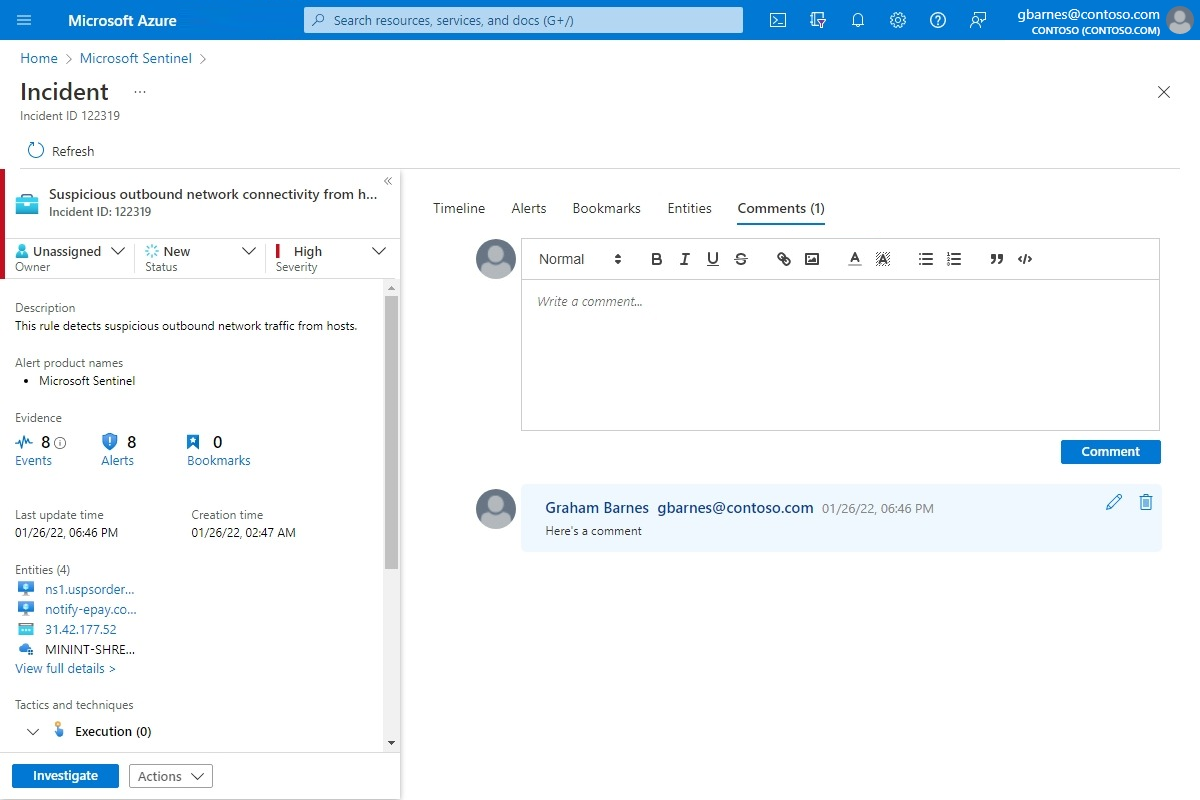 Microsoft Azure
Search resources, services, and docs (G+/)
gbarnes@contoso.com
CONTOSO (CONTOSO.COM)
Home > Microsoft Sentinel >
Incident ...
Incident ID 122319
Refresh
Suspicious outbound network connectivity from h...
Incident ID: 122319
Unassigned
Owner
New
Status
High
Severity
Description
This rule detects suspicious outbound network traffic from hosts.
Alert product names
• Microsoft Sentinel
Evidence
8
Events
8
Alerts
0
Bookmarks
Last update time
01/26/22, 06:46 PM
Creation time
01/26/22, 02:47 AM
Entities (4)
ns1.uspsorder...
notify-epay.co...
31.42.177.52
MININT-SHRE...
View full details >
Tactics and techniques
Execution (0)
Investigate
Actions
Timeline
Alerts
Bookmarks
Entities
Comments (1)
Normal
B I U S
A A
Write a comment...
Comment
Graham Barnes gbarnes@contoso.com 01/26/22, 06:46 PM
Here's a comment